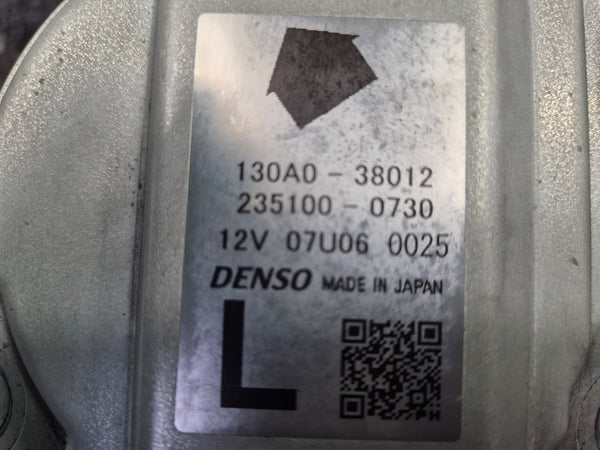 130A0-38012
235100-0730
12V 07U06 0025
DENSO MADE IN JAPAN
L